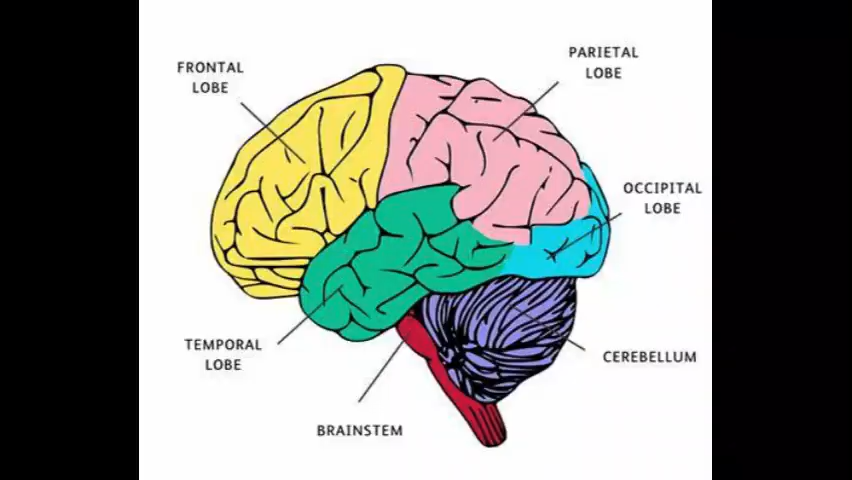 FRONTAL
LOBE
PARIETAL
LOBE
OCCIPITAL
LOBE
TEMPORAL
LOBE
CEREBELLUM
BRAINSTEM